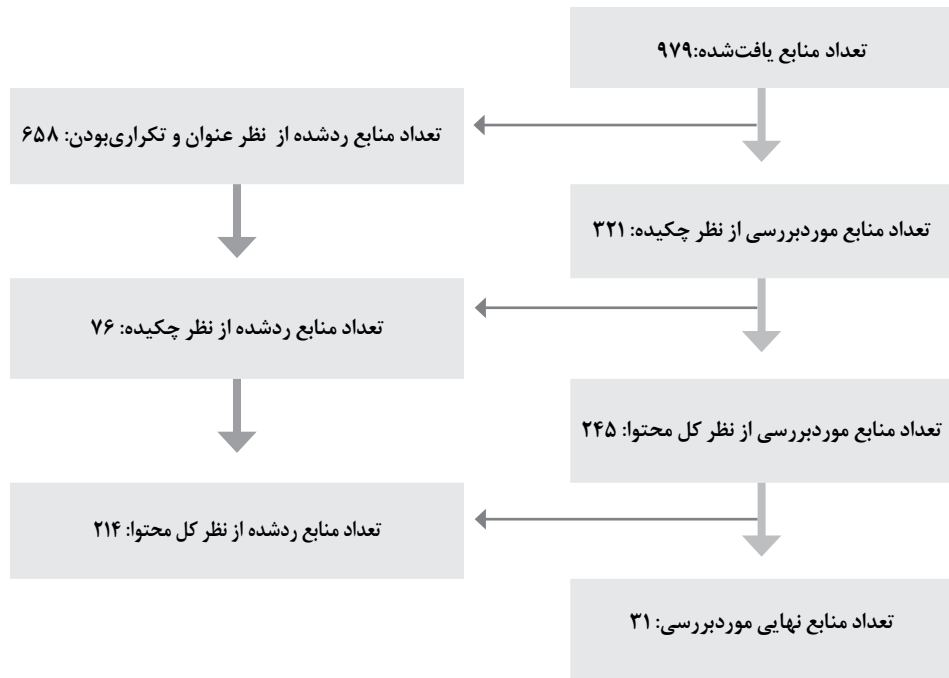 تعداد منابع یافت‌شده:۹۷۹
تعداد منابع ردشده از نظر عنوان و تکراری‌بودن: ۶۵۸
تعداد منابع موردبررسی از نظر چکیده: ۳۲۱
تعداد منابع ردشده از نظر چکیده: ۷۶
تعداد منابع موردبررسی از نظر کل محتوا: ۲۴۵
تعداد منابع ردشده از نظر کل محتوا: ۲۱۴
تعداد منابع نهایی موردبررسی: ۳۱